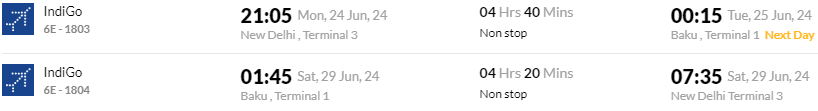 IndiGo 21:05 Mon, 24 Jun, 24 04 Hrs 40 Mins 00:15 Tue, 25 Jun, 24
6E - 1803 New Delhi , Terminal 3 Non stop Baku , Terminal 1 Next Day
IndiGo 01:45 Sat, 29 Jun, 24 04 Hrs 20 Mins 07:35 Sat, 29 Jun, 24
6E - 1804 Baku , Terminal 1 Non stop New Delhi Terminal 3